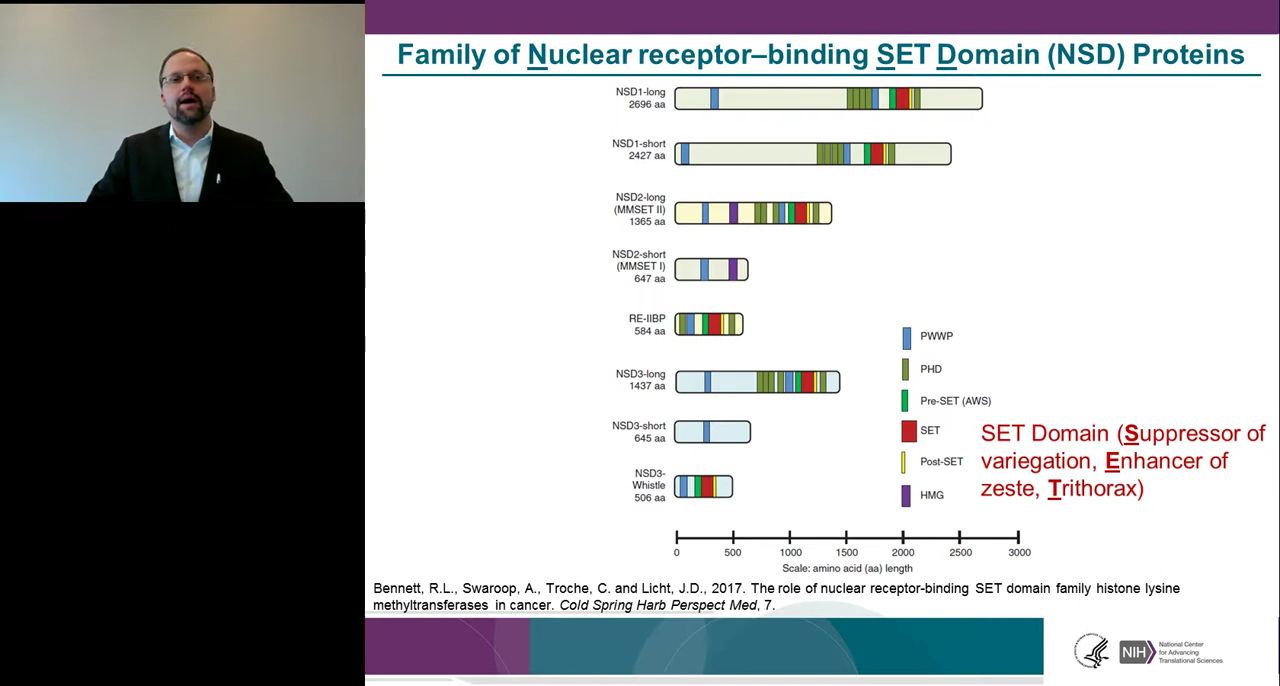 Family of Nuclear receptor–binding SET Domain (NSD) Proteins
NSD1-long
2696 aa
NSD1-short
2427 aa
NSD2-long
(MMSET II)
1365 aa
NSD2-short
(MMSET I)
647 aa
RE-IIBP
584 aa
NSD3-long
1437 aa
NSD3-short
645 aa
NSD3-
Whistle
506 aa
PWWP
PHD
Pre-SET (AWS)
SET
Post-SET
HMG
SET Domain (Suppressor of
variegation, Enhancer of
zeste, Trithorax)
0 500 1000 1500 2000 2500 3000
Scale: amino acid (aa) length
Bennett, R.L., Swaroop, A., Troche, C. and Licht, J.D., 2017. The role of nuclear receptor-binding SET domain family histone lysine
methyltransferases in cancer. Cold Spring Harb Perspect Med, 7.
NIH
National Center
for Advancing
Translational Sciences